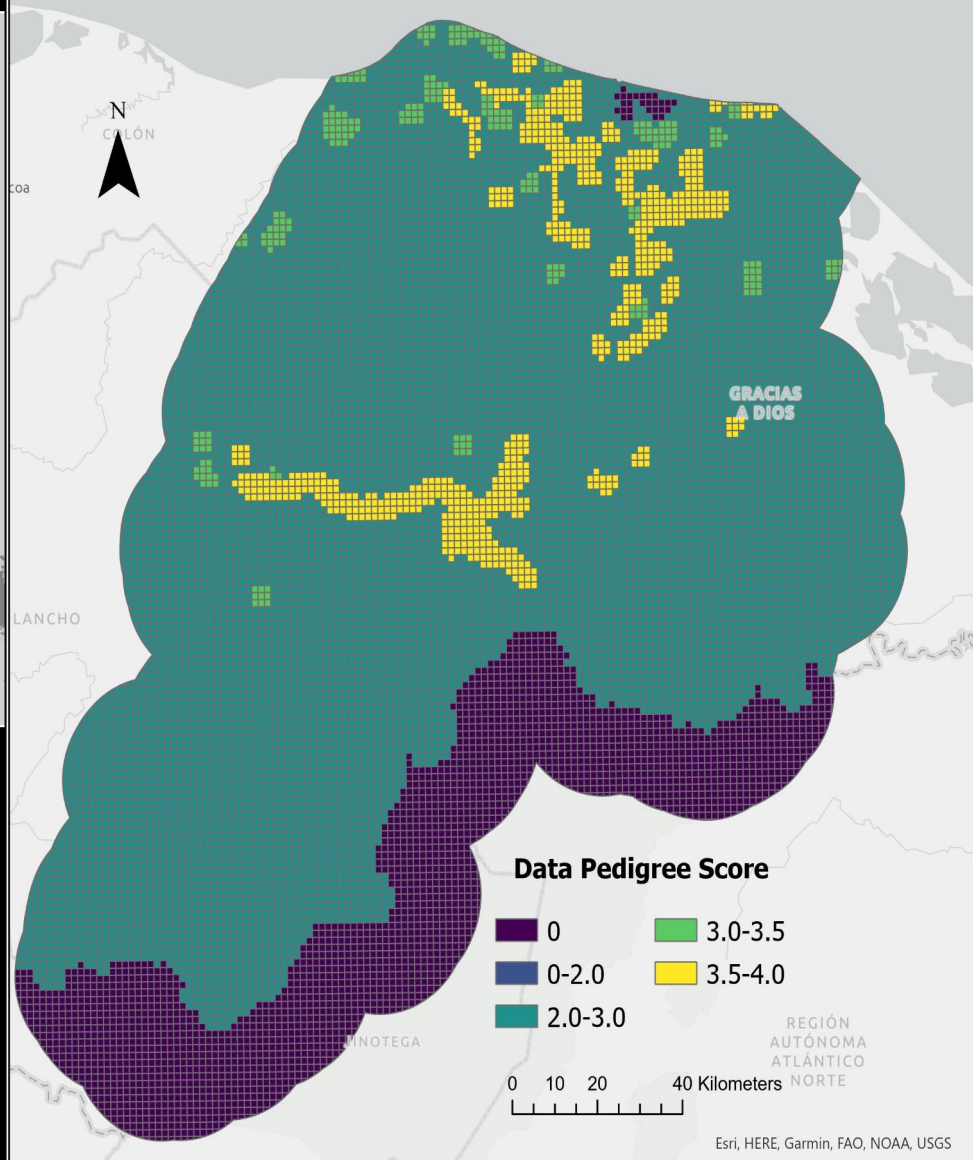 N
COLÓN
coa
GRACIAS
A DIOS
LANCHO
Data Pedigree Score
0
3.0-3.5
0-2.0
3.5-4.0
2.0-3.0
JINOTEGA
REGIÓN
AUTÓNOMA
ATLÁNTICO
NORTE
0 10 20 40 Kilometers
Esri, HERE, Garmin, FAO, NOAA, USGS